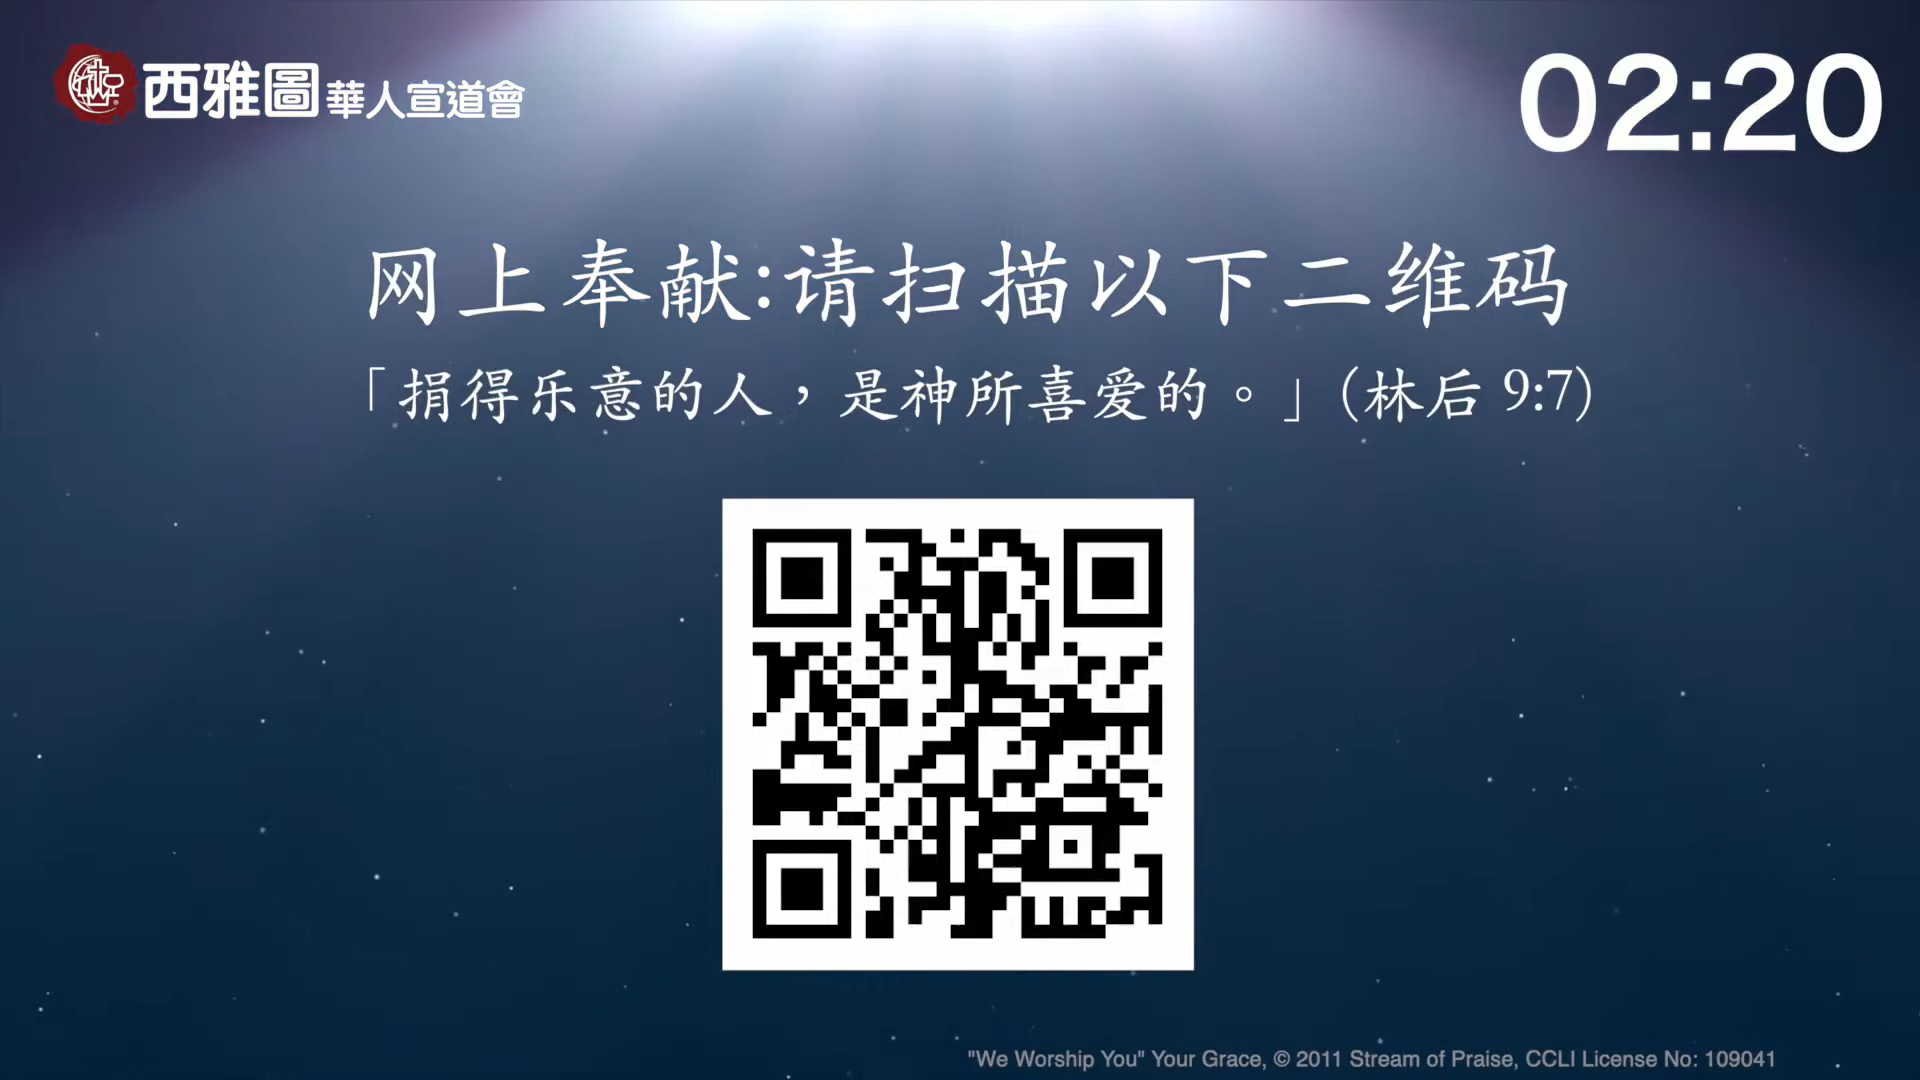 西雅圖 華人宣道會
02:20
网上奉献:请扫描以下二维码
「捐得乐意的人，是神所喜爱的。」(林后 9:7)
"We Worship You" Your Grace, © 2011 Stream of Praise, CCLI License No: 109041